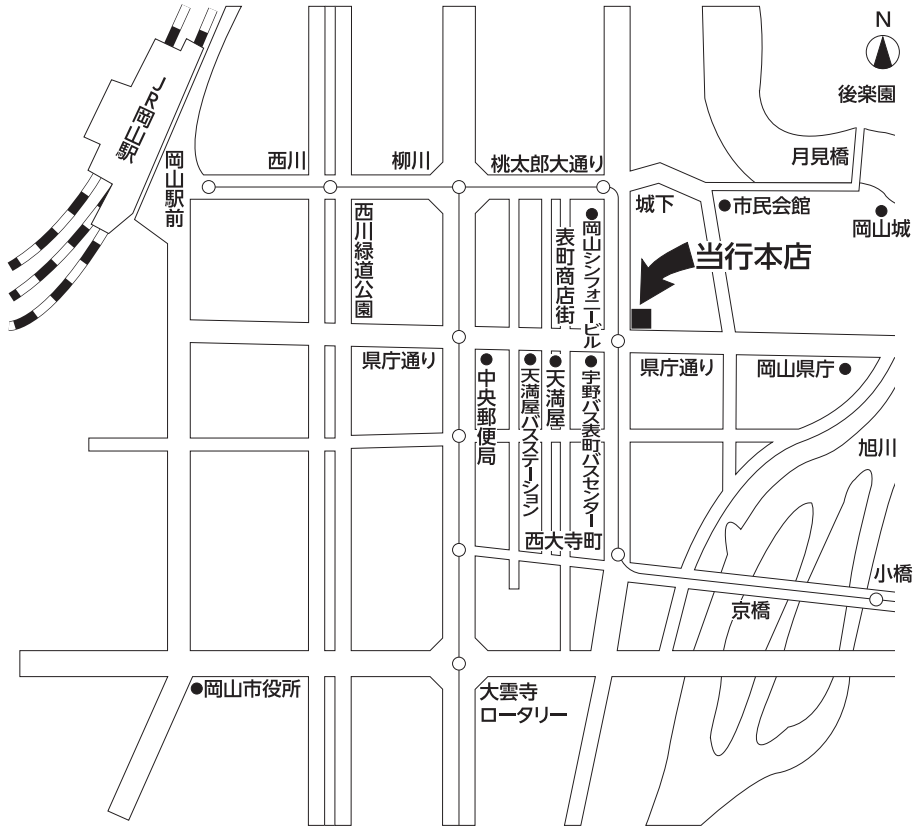 N
後楽園
JR岡山駅
岡山駅前
西川
柳川
桃太郎大通り
月見橋
城下
市民会館
岡山城
西川緑道公園
表町商店街
岡山シンフォニービル
当行本店
県庁通り
中央郵便局
天満屋バスステーション
天満屋
宇野バス表町バスセンター
県庁通り
岡山県庁
旭川
西大寺町
小橋
京橋
岡山市役所
大雲寺
ロータリー